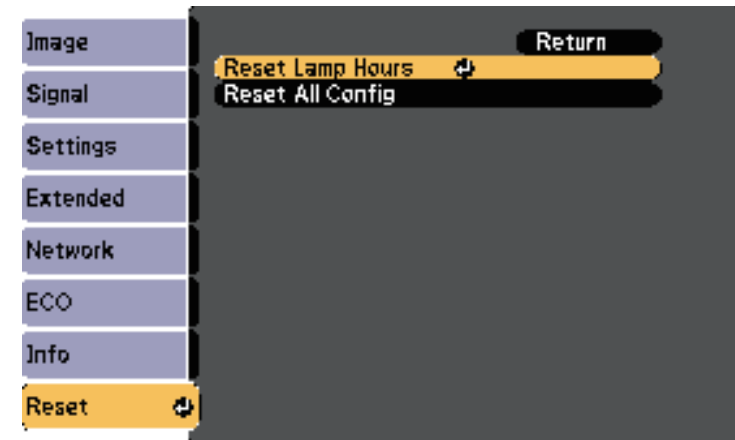 Image
Signal
Settings
Extended
Network
ECO
Info
Reset
Return
Reset Lamp Hours
Reset All Config